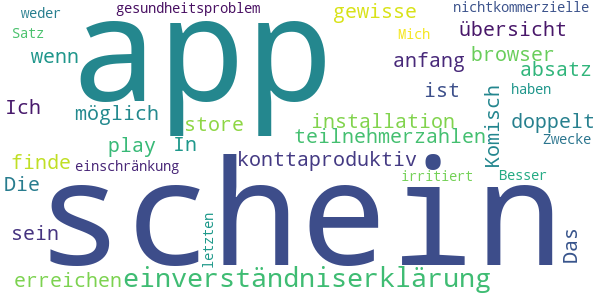 weder gesundheitsproblem gewisse nichtkommerzielle
Satz app Mich übersicht
wenn anfang browser absatz
Ich möglich ist haben
store installation doppelt
play In teilnehmerzahlen Komisch Zwecke
finde einschränkung konttaproduktiv
Die schein irritiert Besser
sein letzten Das
erreichen einverständniserklärung